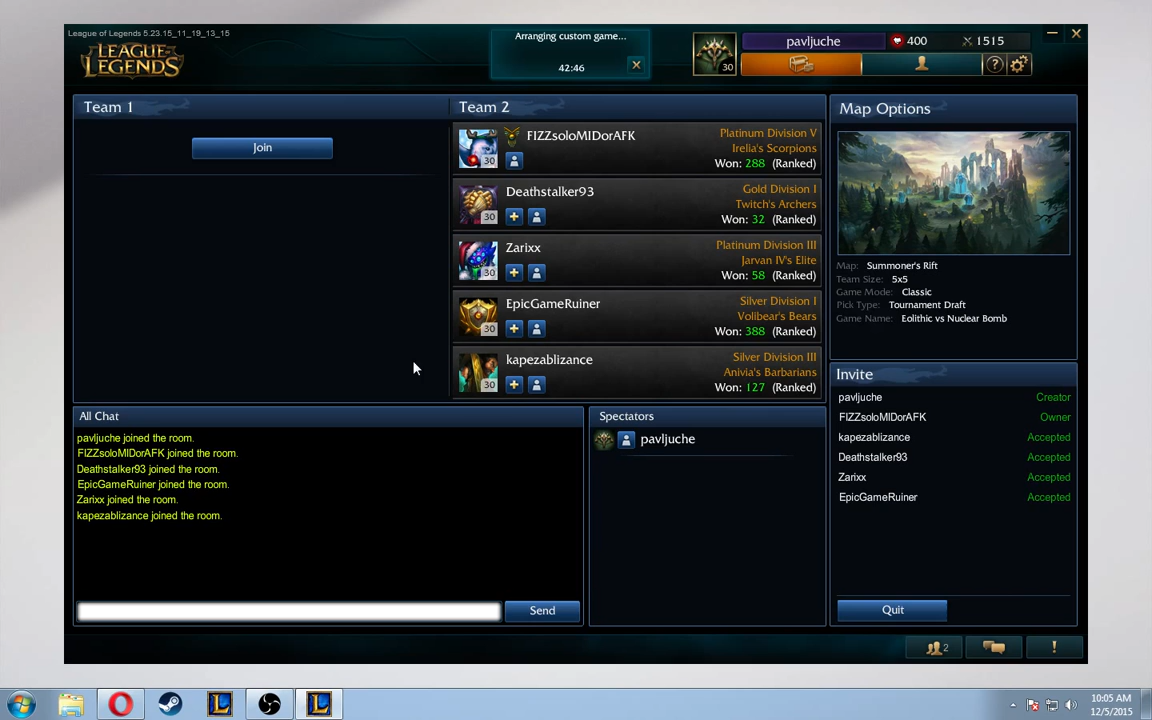 League of Legends 5.23.15_11_19_13_15
LEAGUE
of
LEGENDS
Arranging custom game...
42:46
30
pavljuche
400
1515
Team 1
Join
Team 2
30
FIZZsoloMIDorAFK
Platinum Division V
Irelia's Scorpions
Won: 288 (Ranked)
30
Deathstalker93
Gold Division I
Twitch's Archers
Won: 32 (Ranked)
30
Zarixx
Platinum Division III
Jarvan IV's Elite
Won: 58 (Ranked)
30
EpicGameRuiner
Silver Division I
Volibear's Bears
Won: 388 (Ranked)
30
kapezablizance
Silver Division III
Anivia's Barbarians
Won: 127 (Ranked)
Map Options
Map: Summoner's Rift
Team Size: 5x5
Game Mode: Classic
Pick Type: Tournament Draft
Game Name: Eolithic vs Nuclear Bomb
All Chat
pavljuche joined the room.
FIZZsoloMIDorAFK joined the room.
Deathstalker93 joined the room.
EpicGameRuiner joined the room.
Zarixx joined the room.
kapezablizance joined the room.
Send
Spectators
pavljuche
Invite
pavljuche Creator
FIZZsoloMIDorAFK Owner
kapezablizance Accepted
Deathstalker93 Accepted
Zarixx Accepted
EpicGameRuiner Accepted
Quit
2
10:05 AM
12/5/2015